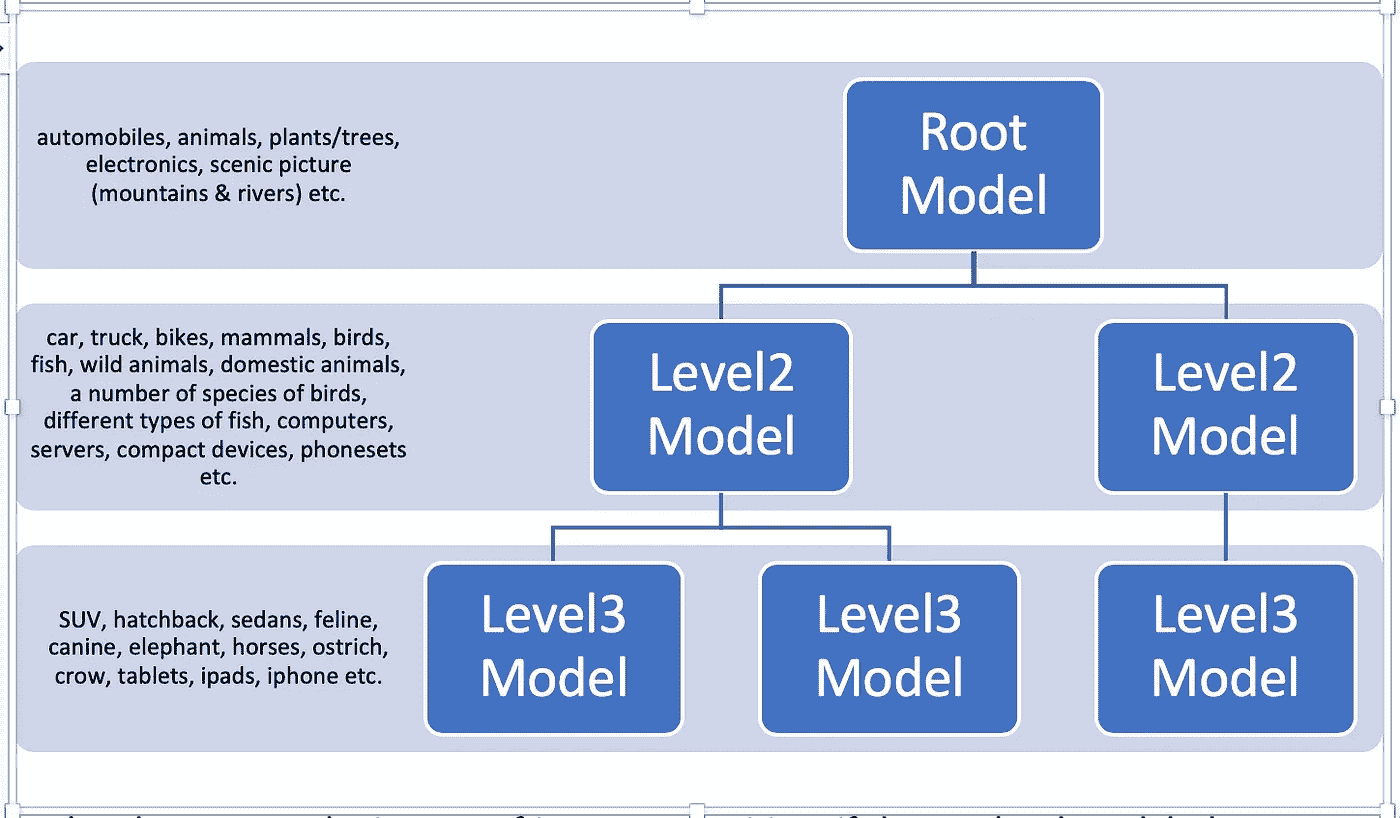 automobiles, animals, plants/trees,
electronics, scenic picture
(mountains & rivers) etc.
Root
Model
car, truck, bikes, mammals, birds,
fish, wild animals, domestic animals,
a number of species of birds,
different types of fish, computers,
servers, compact devices, phonesets
etc.
Level2
Model
Level2
Model
SUV, hatchback, sedans, feline,
canine, elephant, horses, ostrich,
crow, tablets, ipads, iphone etc.
Level3
Model
Level3
Model
Level3
Model